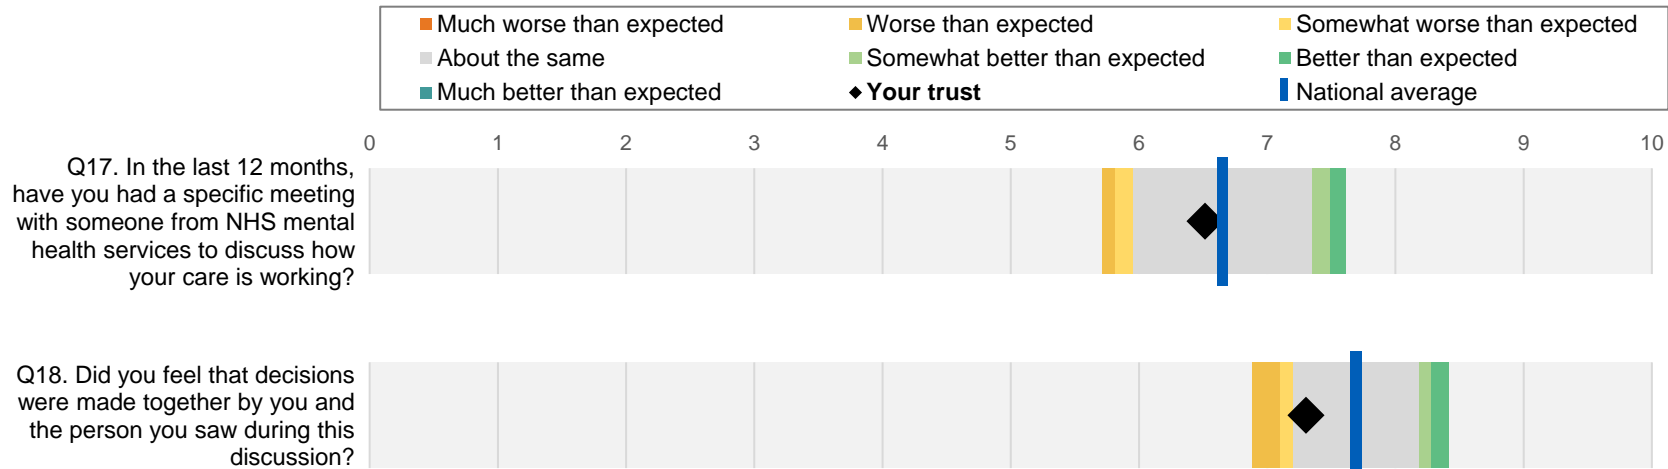 Much worse than expected Worse than expected Somewhat worse than expected
About the same Somewhat better than expected Better than expected
Much better than expected Your trust National average
0 1 2 3 4 5 6 7 8 9 10
Q17. In the last 12 months,
have you had a specific meeting
with someone from NHS mental
health services to discuss how
your care is working?
Q18. Did you feel that decisions
were made together by you and
the person you saw during this
discussion?